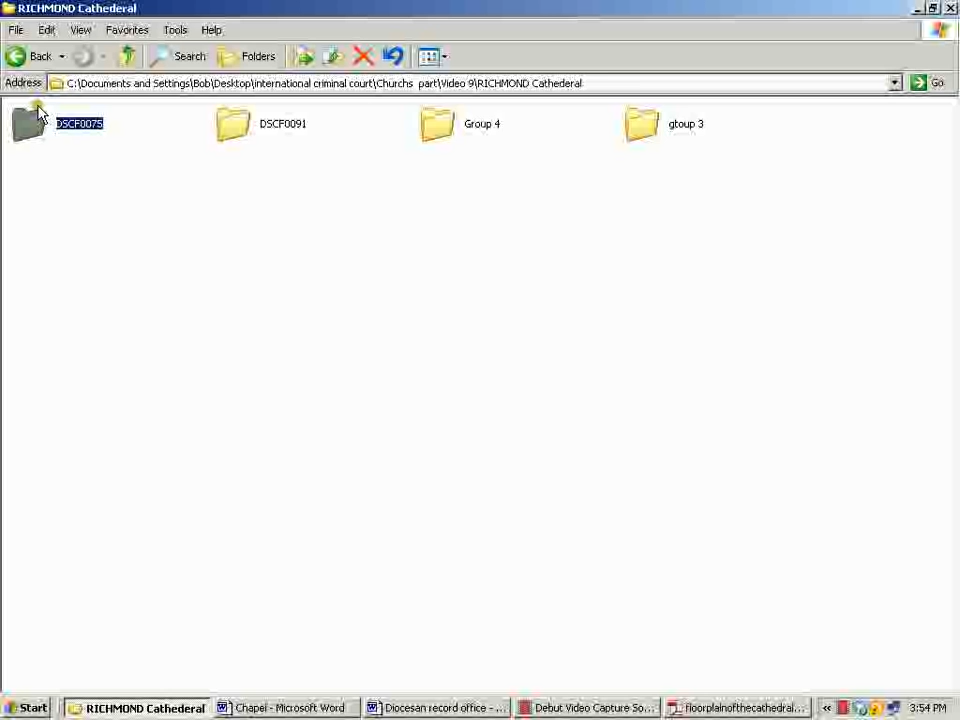 RICHMOND Cathederal
File Edit View Favorites Tools Help
Back Search Folders
Address C:\Documents and Settings\Bob\Desktop\international criminal court\Churchs part\Video 9\RICHMOND Cathederal Go
DSCF0075 DSCF0091 Group 4 gtoup 3
Start RICHMOND Cathederal Chapel - Microsoft Word Diocesan record office - ... Debut Video Capture So... floorplanofthecathedral... « 3:54 PM